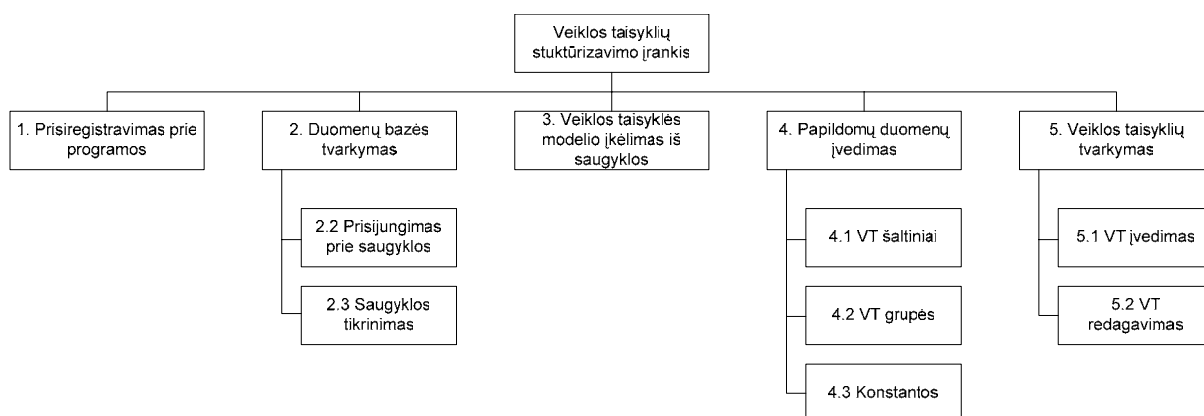 Veiklos taisyklių
stuktūrizavimo įrankis
1. Prisiregistravimas prie
programos
2. Duomenų bazės
tvarkymas
2.2 Prisijungimas
prie saugyklos
2.3 Saugyklos
tikrinimas
3. Veiklos taisyklės
modelio įkėlimas iš
saugyklos
4. Papildomų duomenų
įvedimas
4.1 VT šaltiniai
4.2 VT grupės
4.3 Konstantos
5. Veiklos taisyklių
tvarkymas
5.1 VT įvedimas
5.2 VT
redagavimas